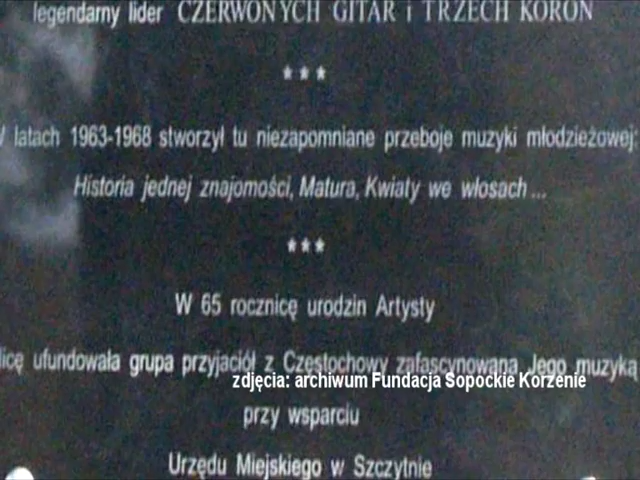 legendarny lider CZERWONYCH GITAR i TRZECH KORON
***
W latach 1963-1968 stworzył tu niezapomniane przeboje muzyki młodzieżowej:
Historia jednej znajomości, Matura, Kwiaty we włosach ...
***
W 65 rocznicę urodzin Artysty
licę ufundowała grupa przyjaciół z Częstochowy zafascynowana Jego muzyką
zdjęcia: archiwum Fundacja Sopockie Korzenie
przy wsparciu
Urzędu Miejskiego w Szczytnie